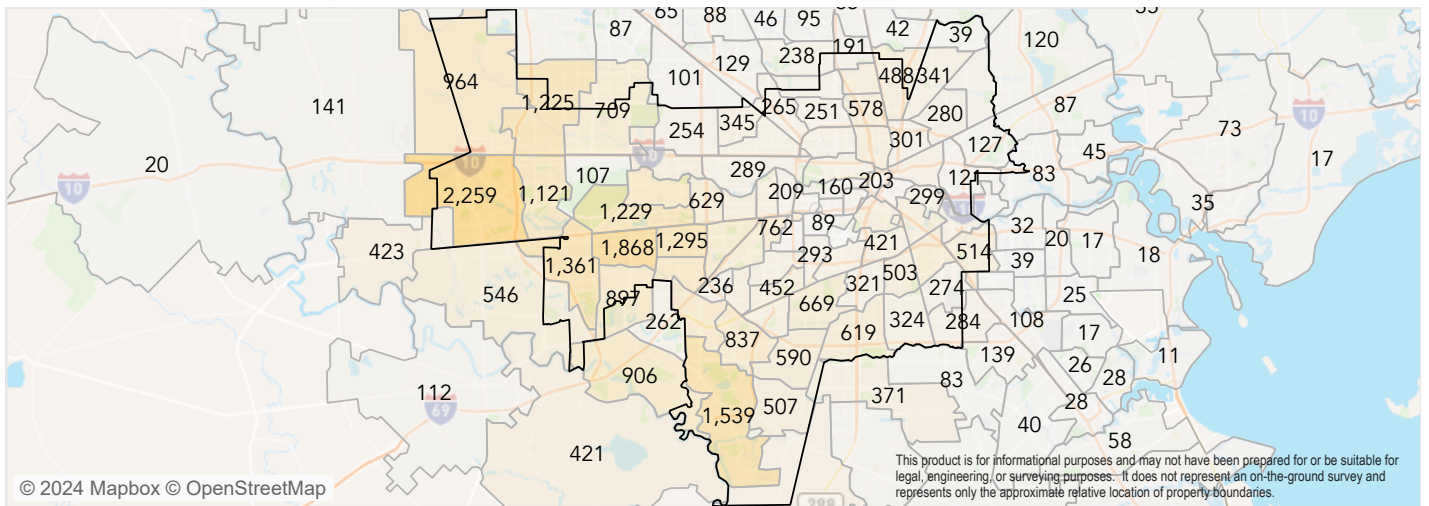 65 88 46 95 42 39
87 120
191
238
129
101
964 488 341
141 1,225 709 265 251 578 280 87
345
254 301 73 10
127 45
20 10 289 17
107 121 83
10 2,259 1,121 209 160 203
629 299 35
1,229
762 89 32
423 1,868 1,295 421 20 17 18
293 514
1,361 39
546 236 452 321 503 274 25
897 669
262 619 324 284 108
837 17
590 139 11
906 26
112 371 83 28
69 1,539 507 28
40
421 58
This product is for informational purposes and may not have been prepared for or be suitable for
legal, engineering, or surveying purposes. It does not represent an on-the-ground survey and
represents only the approximate relative location of property boundaries.
© 2024 Mapbox © OpenStreetMap
288